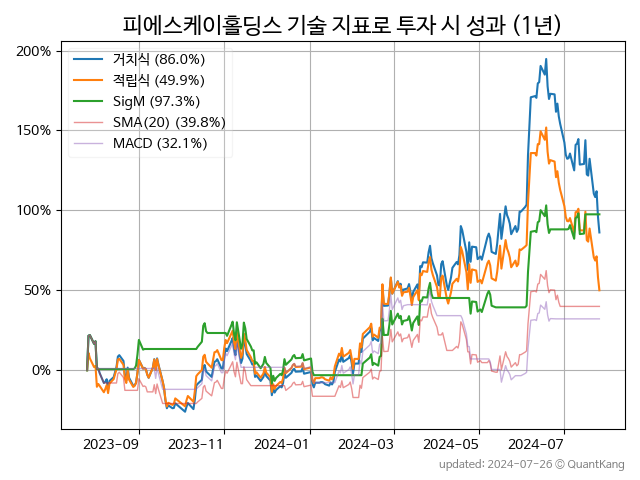 피에스케이홀딩스 기술 지표로 투자 시 성과 (1년)
200%
150%
100%
50%
0%
거치식 (86.0%)
적립식 (49.9%)
SigM (97.3%)
SMA(20) (39.8%)
MACD (32.1%)
2023-09 2023-11 2024-01 2024-03 2024-05 2024-07
updated: 2024-07-26 © QuantKang